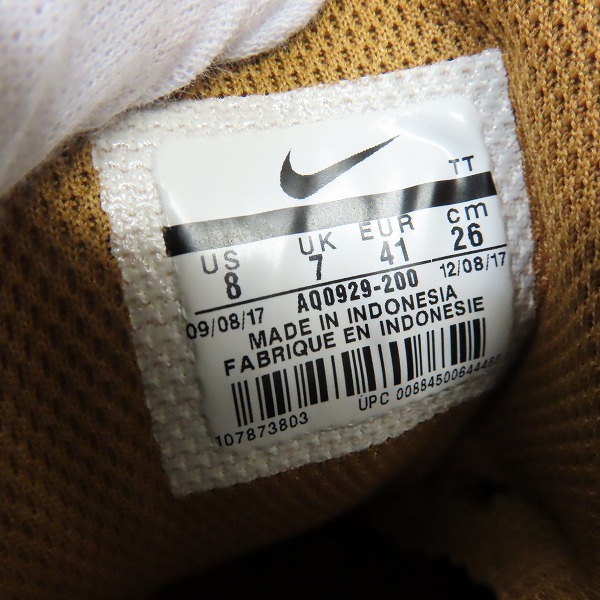 TT
US UK EUR cm
8 7 41 26
09/08/17 AQ0929-200 12/08/17
MADE IN INDONESIA
FABRIQUE EN INDONESIE
107873803 UPC